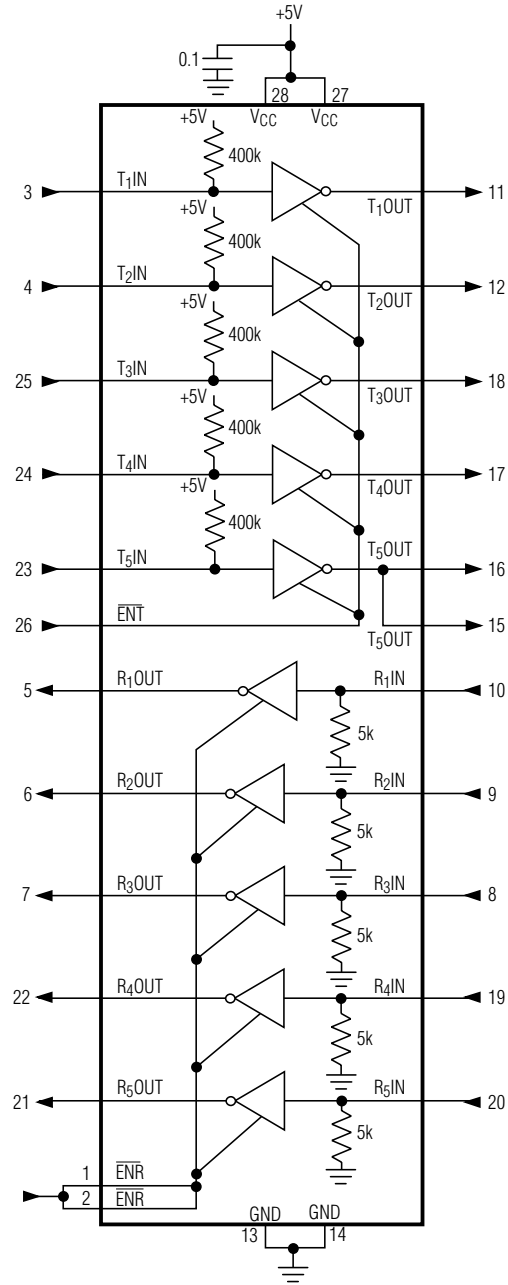 +5V
0.1
28 27
VCC VCC
+5V
400k
3 T1IN T1OUT 11
+5V
400k
4 T2IN T2OUT 12
+5V
400k
25 T3IN T3OUT 18
+5V
400k
24 T4IN T4OUT 17
+5V
400k
23 T5IN T5OUT 16
26 ENT 15
T5OUT
5 R1OUT R1IN 10
5k
6 R2OUT R2IN 9
5k
7 R3OUT R3IN 8
5k
22 R4OUT R4IN 19
5k
21 R5OUT R5IN 20
5k
1 ENR
2 ENR
GND GND
13 14